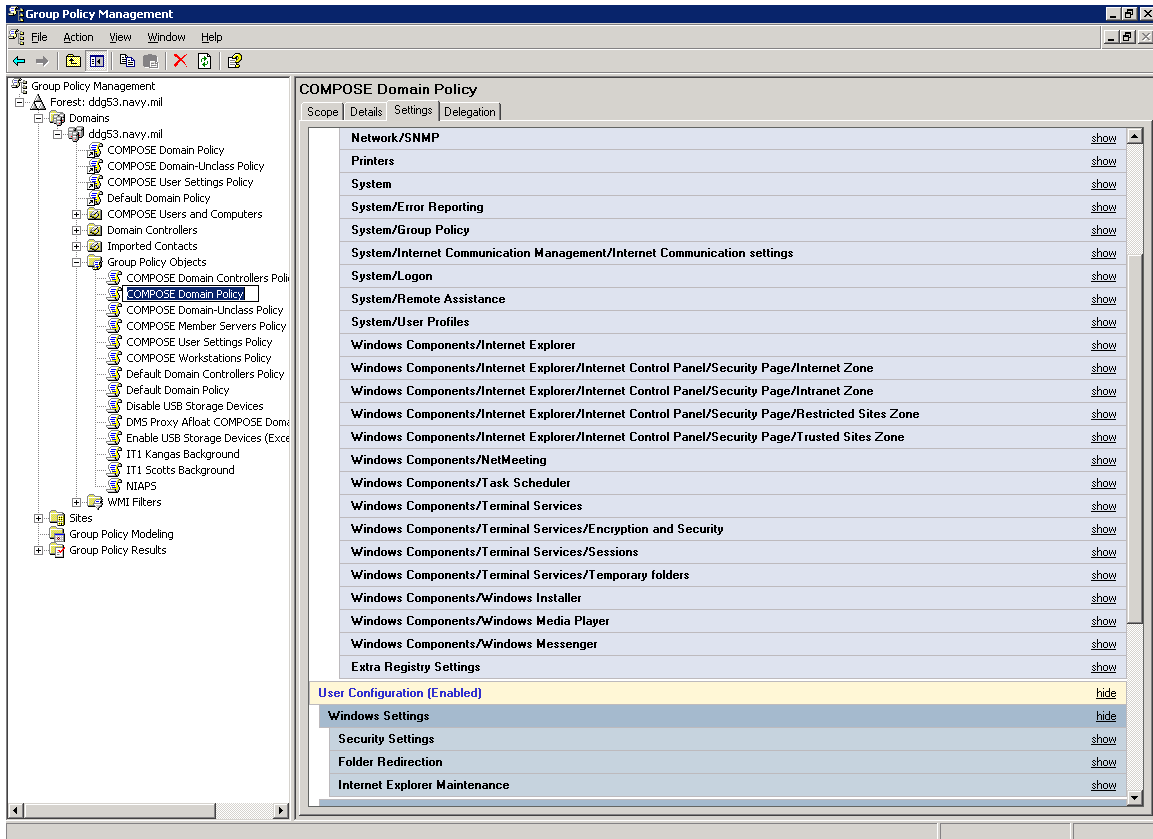 Group Policy Management
File Action View Window Help
Group Policy Management
Forest: ddg53.navy.mil
Domains
ddg53.navy.mil
COMPOSE Domain Policy
COMPOSE Domain-Unclass Policy
COMPOSE User Settings Policy
Default Domain Policy
COMPOSE Users and Computers
Domain Controllers
Imported Contacts
Group Policy Objects
COMPOSE Domain Controllers Poli
COMPOSE Domain Policy
COMPOSE Domain-Unclass Policy
COMPOSE Member Servers Policy
COMPOSE User Settings Policy
COMPOSE Workstations Policy
Default Domain Controllers Policy
Default Domain Policy
Disable USB Storage Devices
DMS Proxy Afloat COMPOSE Doma
Enable USB Storage Devices (Exce
IT1 Kangas Background
IT1 Scotts Background
NIAPS
WMI Filters
Sites
Group Policy Modeling
Group Policy Results
COMPOSE Domain Policy
Scope Details Settings Delegation
Network/SNMP show
Printers show
System show
System/Error Reporting show
System/Group Policy show
System/Internet Communication Management/Internet Communication settings show
System/Logon show
System/Remote Assistance show
System/User Profiles show
Windows Components/Internet Explorer show
Windows Components/Internet Explorer/Internet Control Panel/Security Page/Internet Zone show
Windows Components/Internet Explorer/Internet Control Panel/Security Page/Intranet Zone show
Windows Components/Internet Explorer/Internet Control Panel/Security Page/Restricted Sites Zone show
Windows Components/Internet Explorer/Internet Control Panel/Security Page/Trusted Sites Zone show
Windows Components/NetMeeting show
Windows Components/Task Scheduler show
Windows Components/Terminal Services show
Windows Components/Terminal Services/Encryption and Security show
Windows Components/Terminal Services/Sessions show
Windows Components/Terminal Services/Temporary folders show
Windows Components/Windows Installer show
Windows Components/Windows Media Player show
Windows Components/Windows Messenger show
Extra Registry Settings show
User Configuration (Enabled) hide
Windows Settings hide
Security Settings show
Folder Redirection show
Internet Explorer Maintenance show